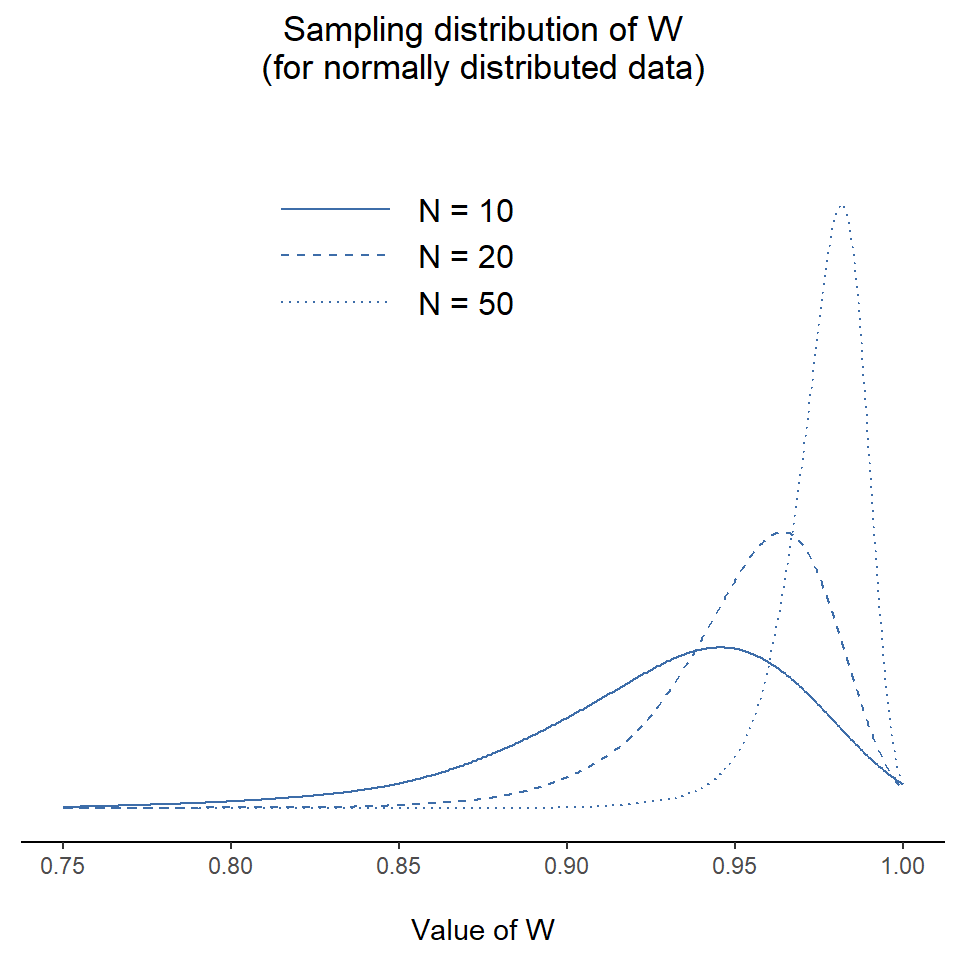 Sampling distribution of W
(for normally distributed data)
N = 10
N = 20
N = 50
0.75 0.80 0.85 0.90 0.95 1.00
Value of W